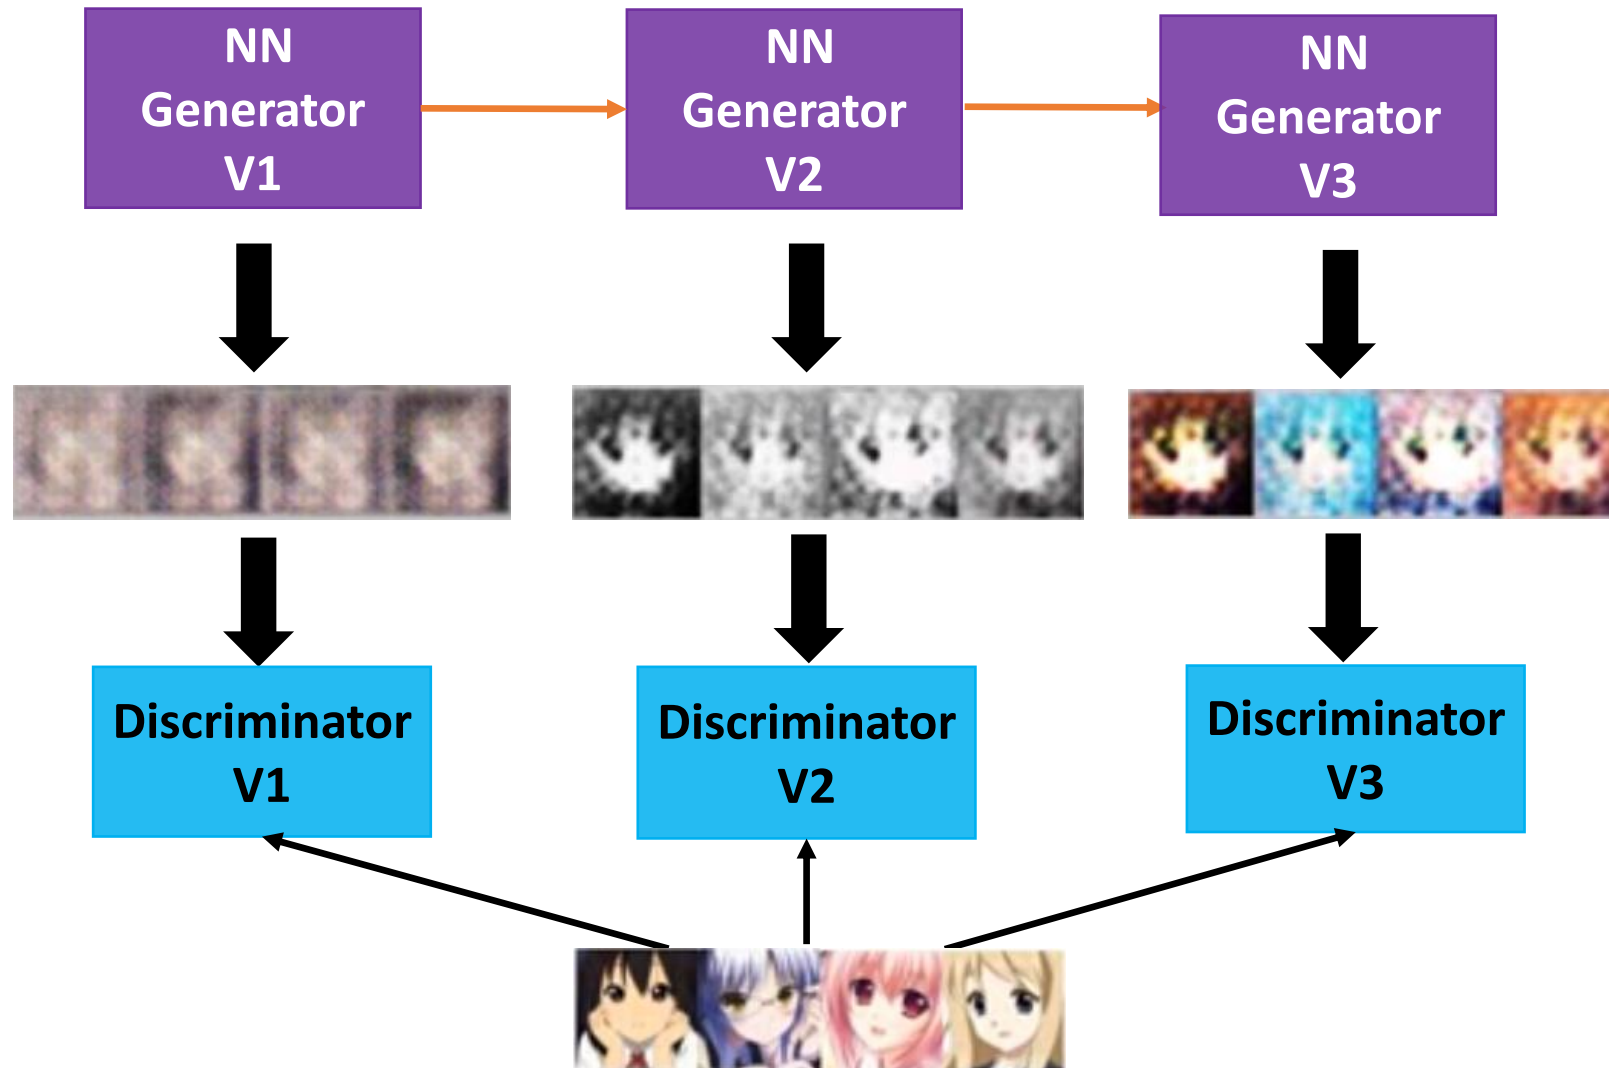 NN
Generator
V1
NN
Generator
V2
NN
Generator
V3
Discriminator
V1
Discriminator
V2
Discriminator
V3